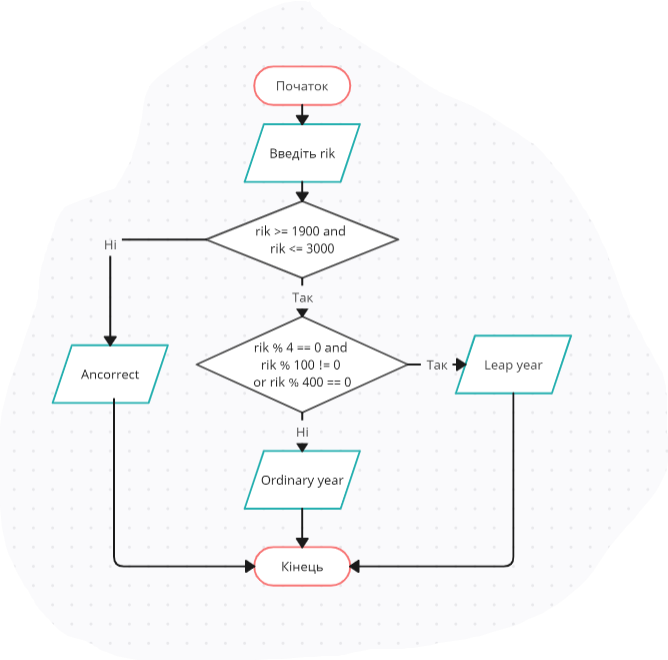 Початок
Введіть rik
rik >= 1900 and
rik <= 3000
Ні
Так
Ancorrect
rik % 4 == 0 and
rik % 100 != 0
or rik % 400 == 0
Так
Leap year
Ні
Ordinary year
Кінець